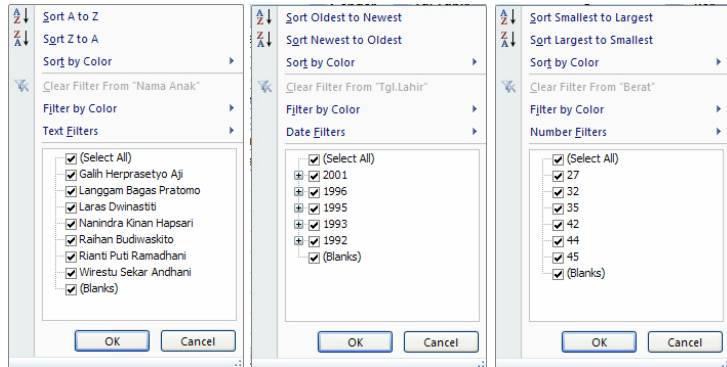 Sort A to Z
Sort Z to A
Sort by Color
Clear Filter From "Nama Anak"
Filter by Color
Text Filters
(Select All)
Galih Herprasetyo Aji
Langgam Bagas Pratomo
Laras Dwinastiti
Nanindra Kinan Hapsari
Raihan Budiwaskito
Rianti Puti Ramadhani
Wirestu Sekar Andhani
(Blanks)
OK Cancel
Sort Oldest to Newest
Sort Newest to Oldest
Sort by Color
Clear Filter From "Tgl.Lahir"
Filter by Color
Date Filters
(Select All)
2001
1996
1995
1993
1992
(Blanks)
OK Cancel
Sort Smallest to Largest
Sort Largest to Smallest
Sort by Color
Clear Filter From "Berat"
Filter by Color
Number Filters
(Select All)
27
32
35
42
44
45
(Blanks)
OK Cancel